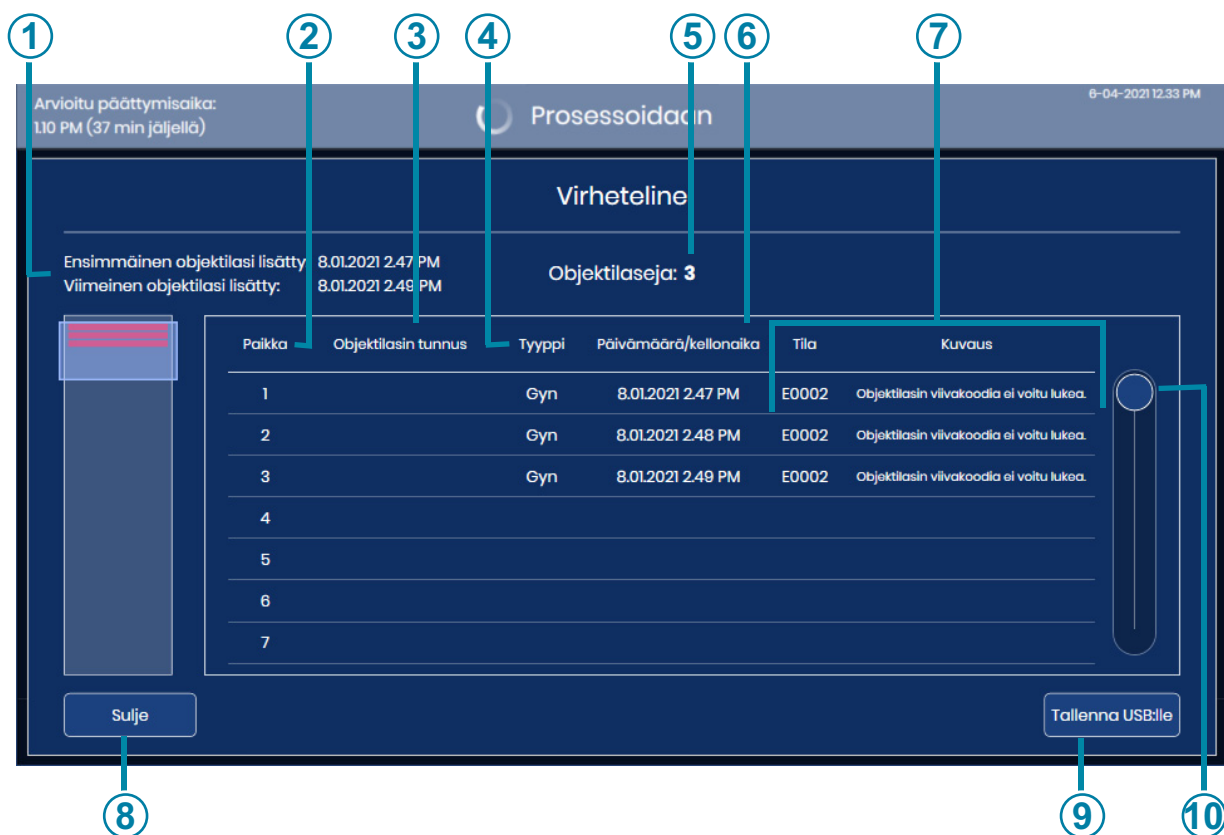 1 2 3 4 5 6 7
Arvioitu päättymisaika:
1.10 PM (37 min jäljellä)
Prosessoidaan
6-04-2021 12.33 PM
Virheteline
Ensimmäinen objektilasi lisätty: 8.01.2021 2.47 PM
Viimeinen objektilasi lisätty: 8.01.2021 2.49 PM
Objektilaseja: 3
Paikka Objektilasin tunnus Tyyppi Päivämäärä/kellonaika Tila Kuvaus
1 Gyn 8.01.2021 2.47 PM E0002 Objektilasin viivakoodia ei voitu lukea.
2 Gyn 8.01.2021 2.48 PM E0002 Objektilasin viivakoodia ei voitu lukea.
3 Gyn 8.01.2021 2.49 PM E0002 Objektilasin viivakoodia ei voitu lukea.
4
5
6
7
Sulje
Tallenna USB:lle
8 9 10